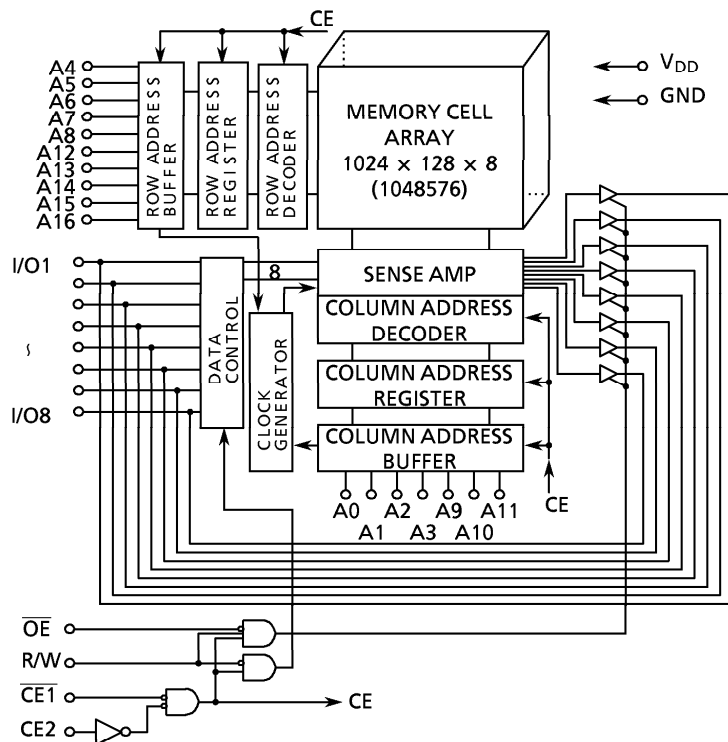 CE
A4
A5
A6
A7
A8
A12
A13
A14
A15
A16
ROW ADDRESS
BUFFER
ROW ADDRESS
REGISTER
ROW ADDRESS
DECODER
MEMORY CELL
ARRAY
1024 x 128 x 8
(1048576)
VDD
GND
I/O1
~
I/O8
DATA
CONTROL
8
SENSE AMP
COLUMN ADDRESS
DECODER
CLOCK
GENERATOR
COLUMN ADDRESS
REGISTER
COLUMN ADDRESS
BUFFER
CE
A0
A2
A9
A11
A1
A3
A10
O̅E̅
R/W
C̅E̅1̅
CE
CE2